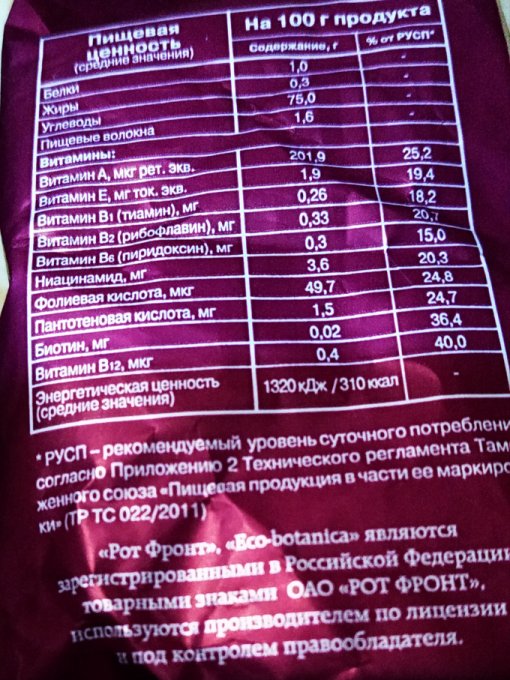 Пищевая ценность (средние значения) На 100 г продукта
Содержание, г % от РУСП*
Белки 1,0 -
Жиры 0,3 -
Углеводы 75,0 -
Пищевые волокна 1,6 -
Витамины:
Витамин А, мкг рет. экв. 201,9 25,2
Витамин Е, мг ток. экв. 1,9 19,4
Витамин В1 (тиамин), мг 0,26 18,2
Витамин В2 (рибофлавин), мг 0,33 20,7
Витамин В6 (пиридоксин), мг 0,3 15,0
Ниацинамид, мг 3,6 20,3
Фолиевая кислота, мкг 49,7 24,8
Пантотеновая кислота, мг 1,5 24,7
Биотин, мг 0,02 36,4
Витамин В12, мкг 0,4 40,0
Энергетическая ценность (средние значения) 1320 кДж / 310 ккал -
* РУСП – рекомендуемый уровень суточного потреблени
согласно Приложению 2 Технического регламента Там
женного союза «Пищевая продукция в части ее маркиро
ки» (ТР ТС 022/2011)
«Рот Фронт», «Eco-botanica» являются
зарегистрированными в Российской Федерации
товарными знаками ОАО «РОТ ФРОНТ»,
используются производителем по лицензии
и под контролем правообладателя.